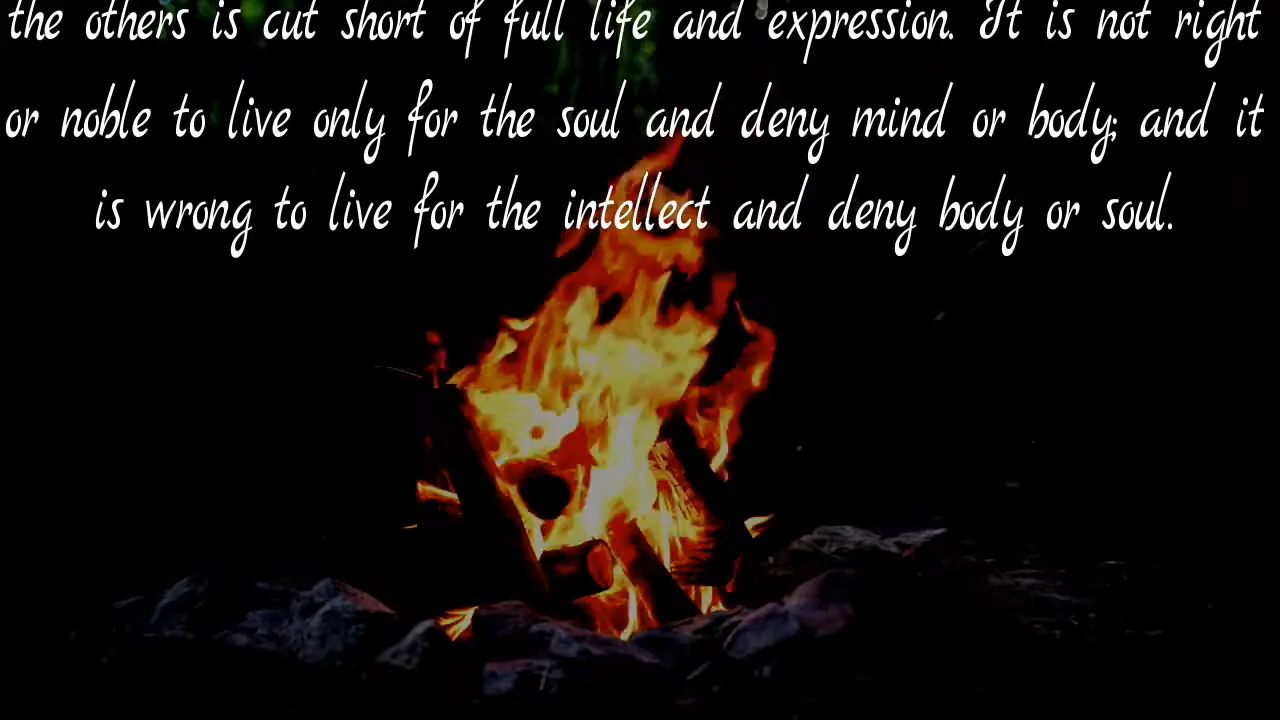 the others is cut short of full life and expression. It is not right
or noble to live only for the soul and deny mind or body; and it
is wrong to live for the intellect and deny body or soul.